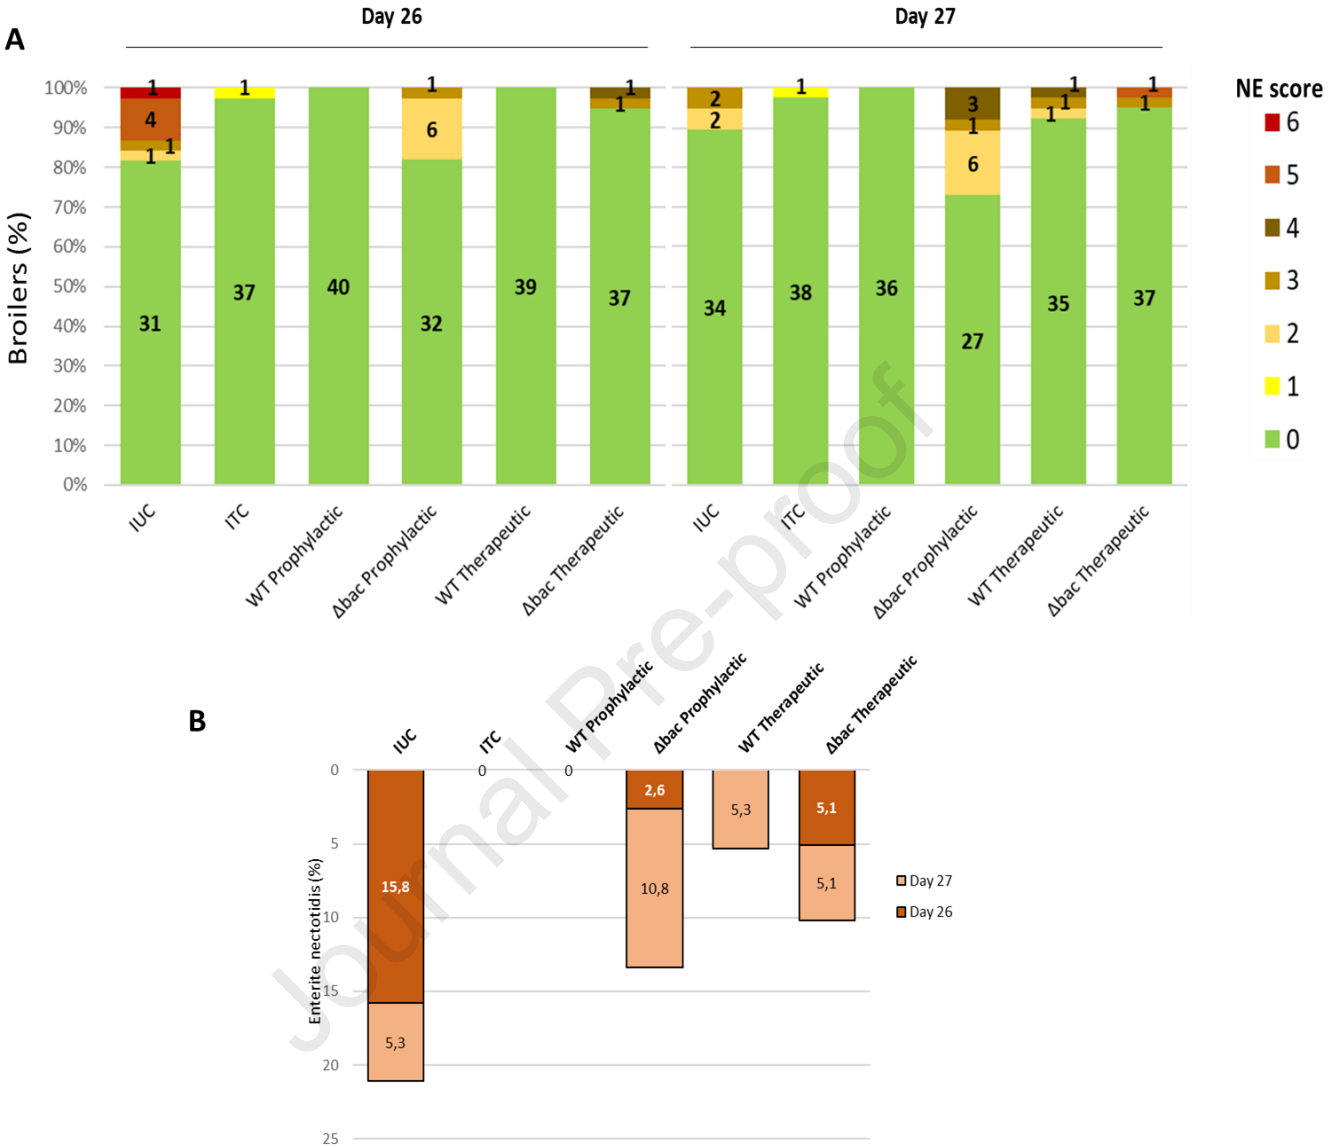 A
Day 26
Day 27
100%
90%
80%
70%
60%
50%
40%
30%
20%
10%
0%
Broilers (%)
1
4
1
1
31
1
37
40
1
6
32
39
1
1
37
2
2
34
1
38
36
3
1
6
27
1
1
1
35
1
1
37
NE score
6
5
4
3
2
1
0
IUC
ITC
WT Prophylactic
Δbac Prophylactic
WT Therapeutic
Δbac Therapeutic
IUC
ITC
WT Prophylactic
Δbac Prophylactic
WT Therapeutic
Δbac Therapeutic
Journal Pre-proof
B
IUC
ITC
WT Prophylactic
Δbac Prophylactic
WT Therapeutic
Δbac Therapeutic
0
5
10
15
20
25
Enterite nectotidis (%)
15,8
5,3
0
0
2,6
10,8
5,3
5,1
5,1
Day 27
Day 26